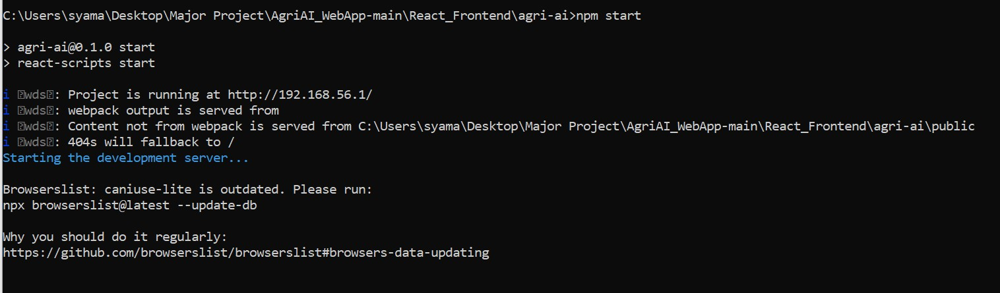 C:\Users\syama\Desktop\Major Project\AgriAI_WebApp-main\React_Frontend\agri-ai>npm start
> agri-ai@0.1.0 start
> react-scripts start
i ⍰wds⍰: Project is running at http://192.168.56.1/
i ⍰wds⍰: webpack output is served from
i ⍰wds⍰: Content not from webpack is served from C:\Users\syama\Desktop\Major Project\AgriAI_WebApp-main\React_Frontend\agri-ai\public
i ⍰wds⍰: 404s will fallback to /
Starting the development server...
Browserslist: caniuse-lite is outdated. Please run:
npx browserslist@latest --update-db
Why you should do it regularly:
https://github.com/browserslist/browserslist#browsers-data-updating